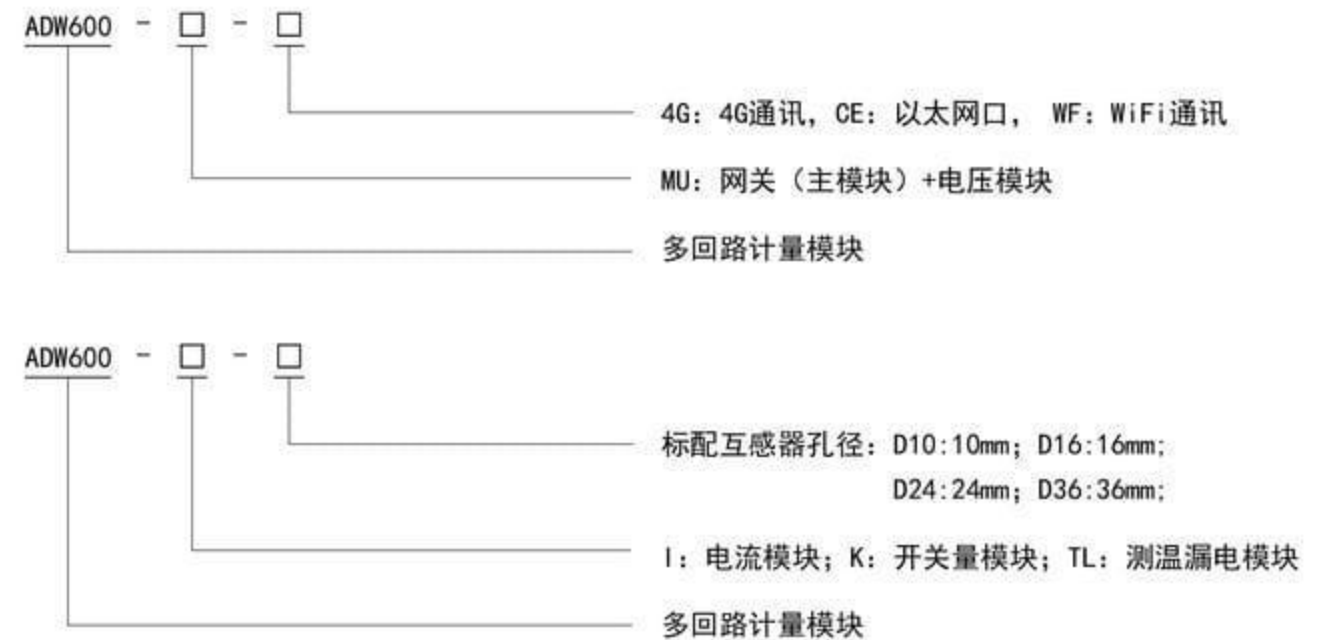 ADW600 - □ - □
4G：4G通讯，CE：以太网口， WF：WiFi通讯
MU：网关（主模块）+电压模块
多回路计量模块
ADW600 - □ - □
标配互感器孔径：D10:10mm；D16:16mm;
D24:24mm；D36:36mm;
I：电流模块；K：开关量模块；TL：测温漏电模块
多回路计量模块